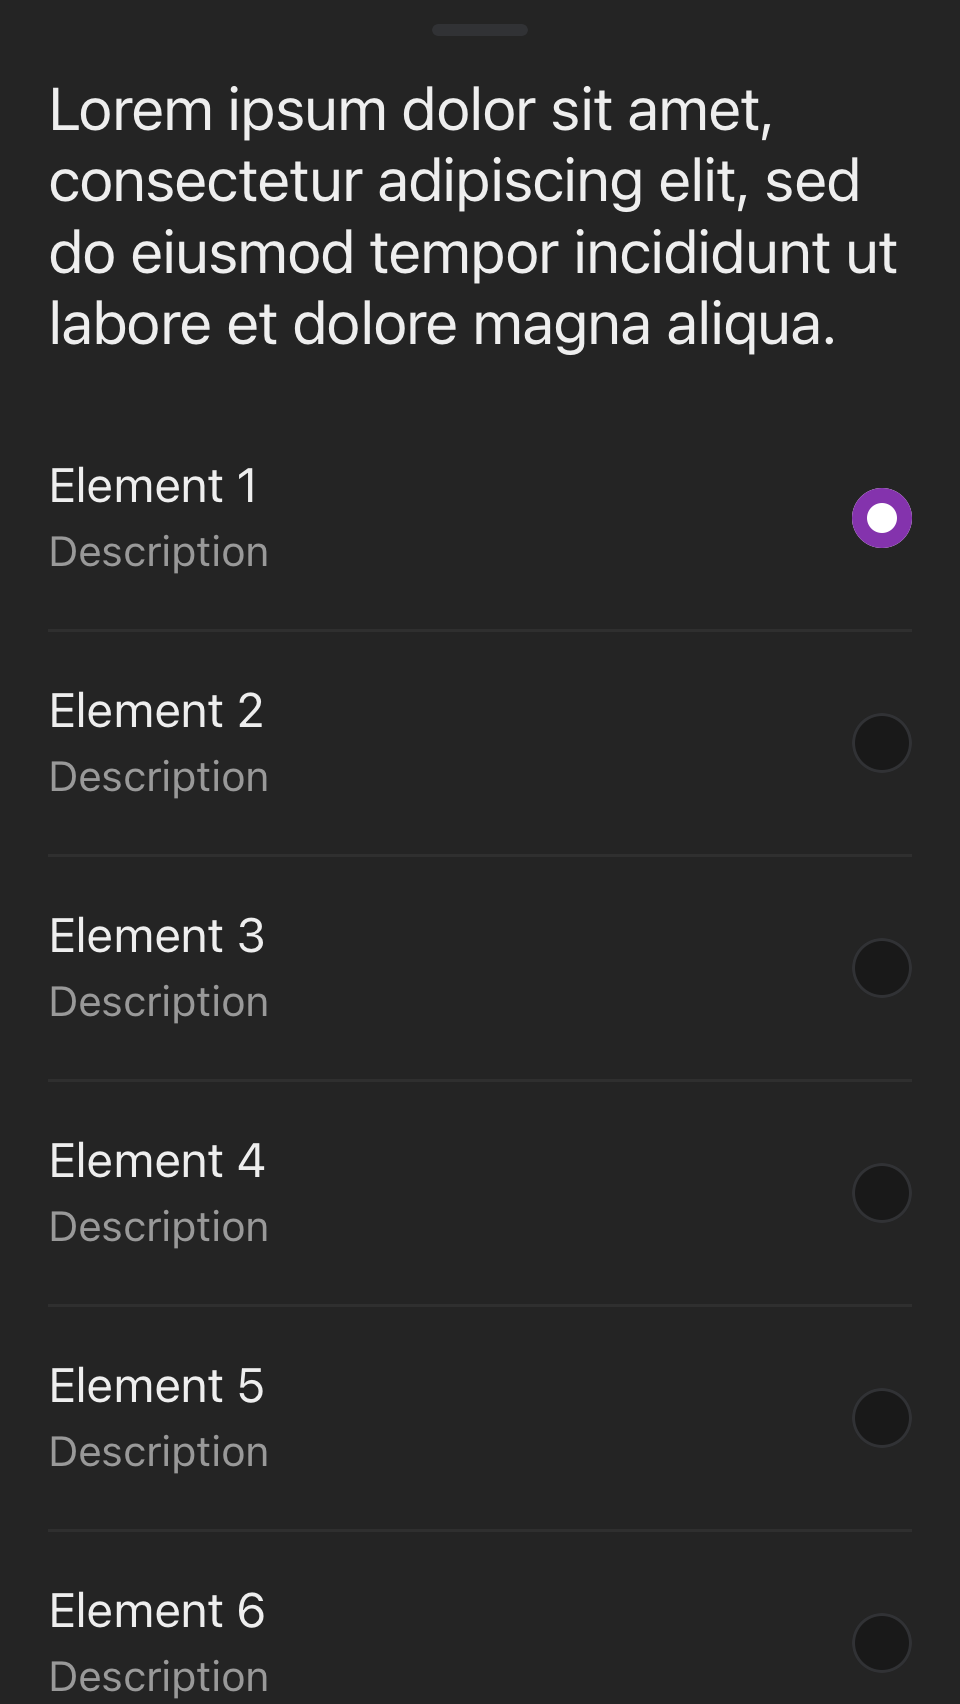 Lorem ipsum dolor sit amet,
consectetur adipiscing elit, sed
do eiusmod tempor incididunt ut
labore et dolore magna aliqua.
Element 1
Description
Element 2
Description
Element 3
Description
Element 4
Description
Element 5
Description
Element 6
Description